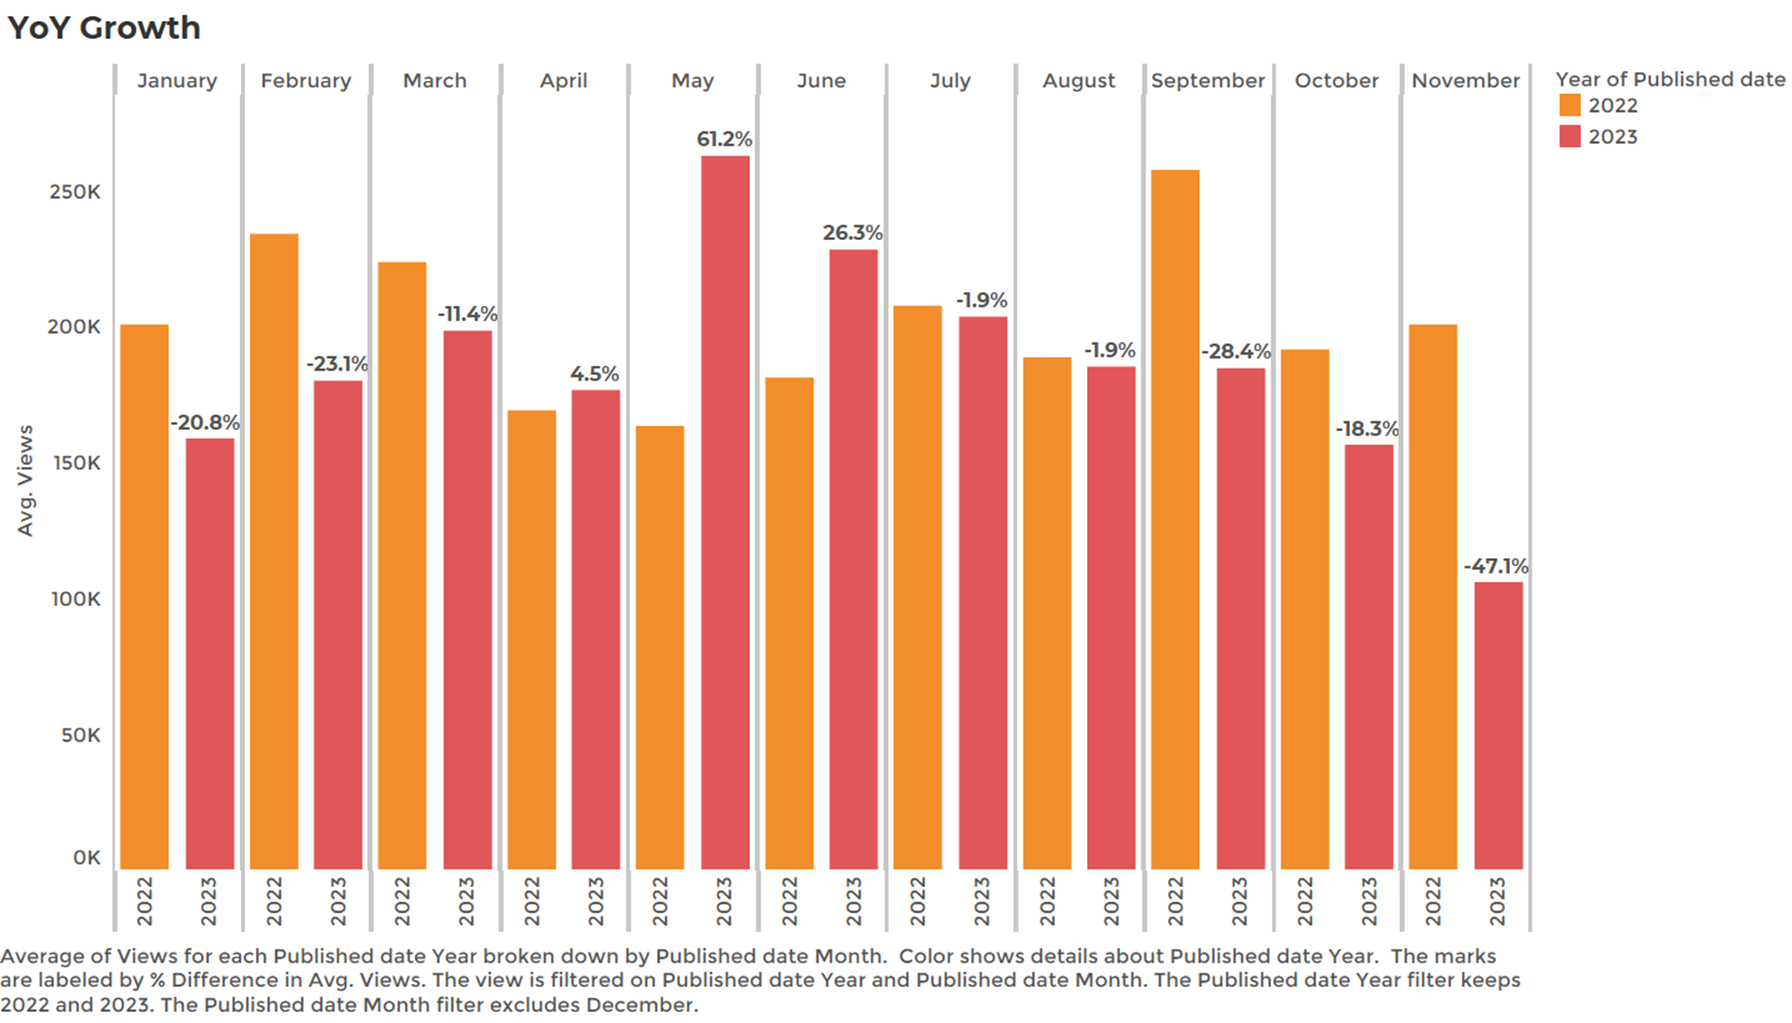 YoY Growth
January February March April May June July August September October November
Year of Published date
2022
2023
Avg. Views
250K
200K
150K
100K
50K
0K
-20.8%
-23.1%
-11.4%
4.5%
61.2%
26.3%
-1.9%
-1.9%
-28.4%
-18.3%
-47.1%
2022 2023 2022 2023 2022 2023 2022 2023 2022 2023 2022 2023 2022 2023 2022 2023 2022 2023 2022 2023 2022 2023
Average of Views for each Published date Year broken down by Published date Month.  Color shows details about Published date Year.  The marks
are labeled by % Difference in Avg. Views. The view is filtered on Published date Year and Published date Month. The Published date Year filter keeps
2022 and 2023. The Published date Month filter excludes December.